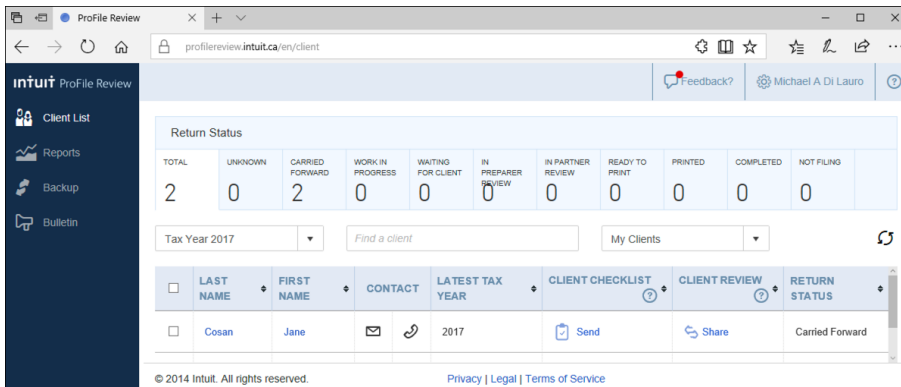 ProFile Review
profilereview.intuit.ca/en/client
intuit ProFile Review
Feedback?
Michael A Di Lauro
Client List
Reports
Backup
Bulletin
Return Status
TOTAL UNKNOWN CARRIED FORWARD WORK IN PROGRESS WAITING FOR CLIENT IN PREPARER REVIEW IN PARTNER REVIEW READY TO PRINT PRINTED COMPLETED NOT FILING
2 0 2 0 0 0 0 0 0 0 0
Tax Year 2017 Find a client My Clients
LAST NAME FIRST NAME CONTACT LATEST TAX YEAR CLIENT CHECKLIST ? CLIENT REVIEW ? RETURN STATUS
Cosan Jane 2017 Send Share Carried Forward
© 2014 Intuit. All rights reserved. Privacy | Legal | Terms of Service